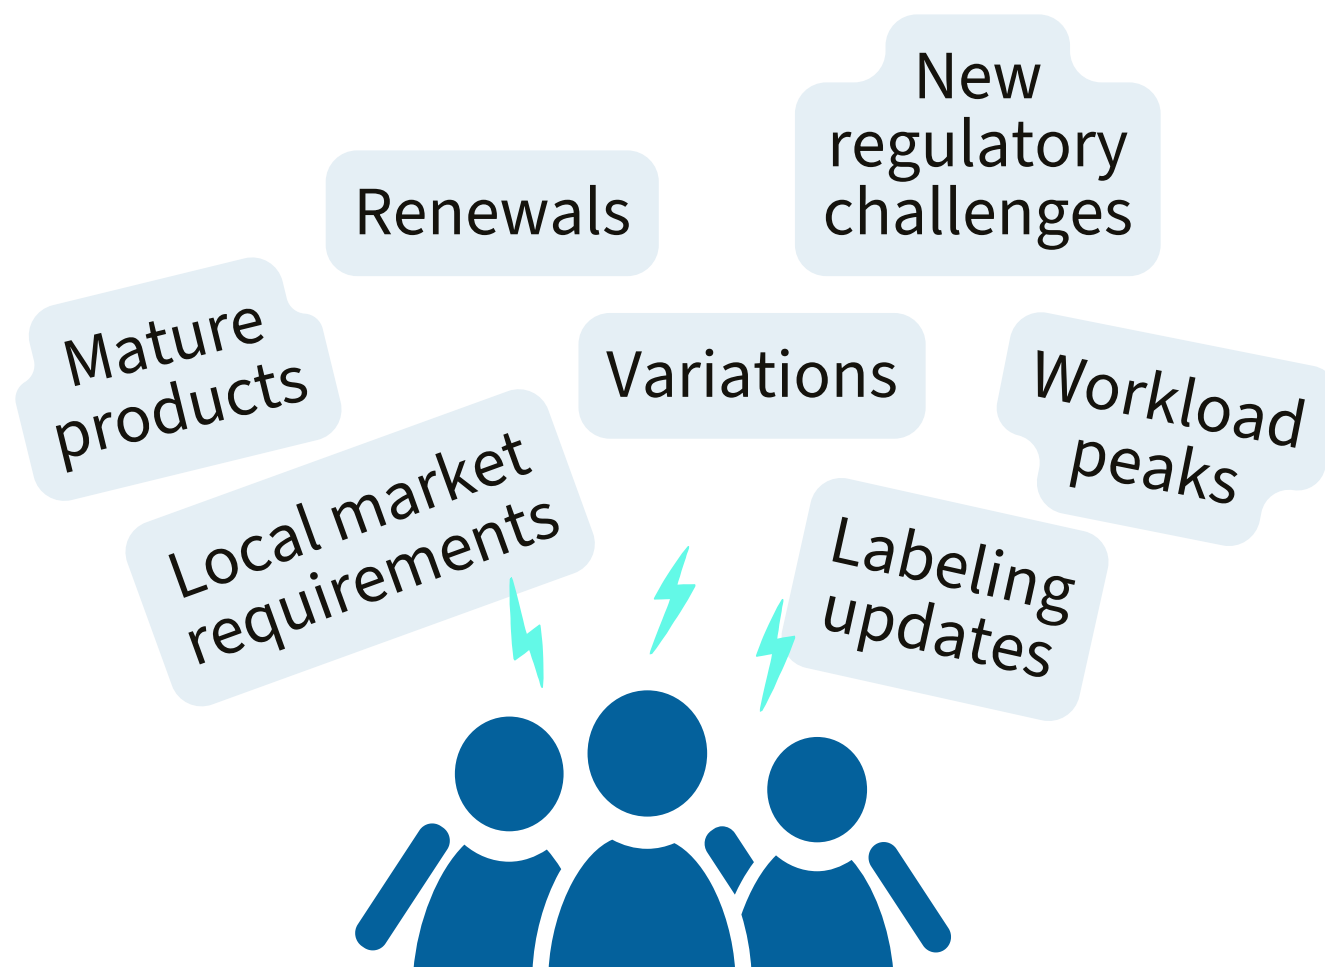 New
regulatory
challenges
Renewals
Mature
products
Variations
Workload
peaks
Local market
requirements
Labeling
updates